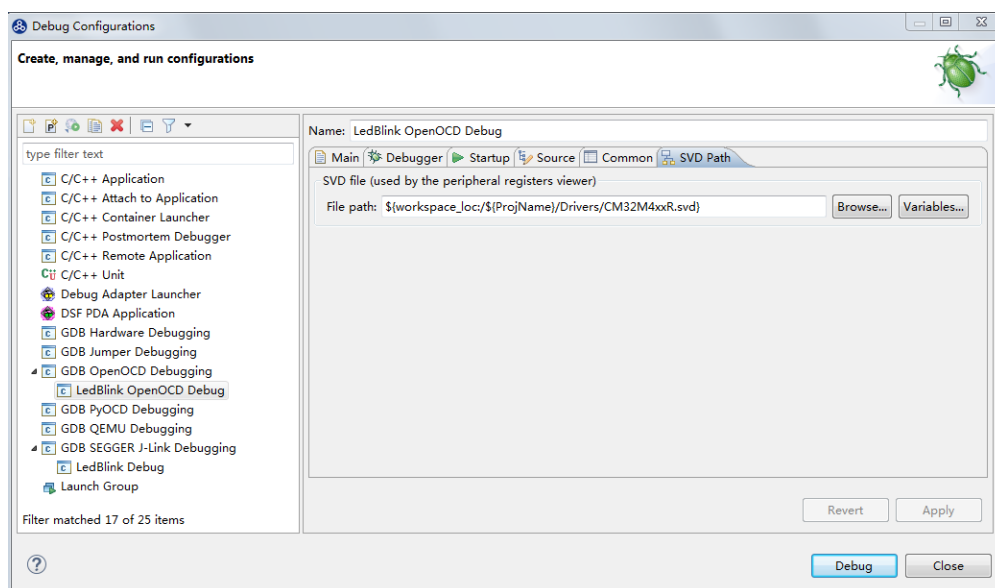 Debug Configurations
Create, manage, and run configurations
type filter text
C/C++ Application
C/C++ Attach to Application
C/C++ Container Launcher
C/C++ Postmortem Debugger
C/C++ Remote Application
C/C++ Unit
Debug Adapter Launcher
DSF PDA Application
GDB Hardware Debugging
GDB Jumper Debugging
GDB OpenOCD Debugging
LedBlink OpenOCD Debug
GDB PyOCD Debugging
GDB QEMU Debugging
GDB SEGGER J-Link Debugging
LedBlink Debug
Launch Group
Filter matched 17 of 25 items
Name: LedBlink OpenOCD Debug
Main Debugger Startup Source Common SVD Path
SVD file (used by the peripheral registers viewer)
File path: ${workspace_loc:/${ProjName}/Drivers/CM32M4xxR.svd} Browse... Variables...
Revert Apply
Debug Close